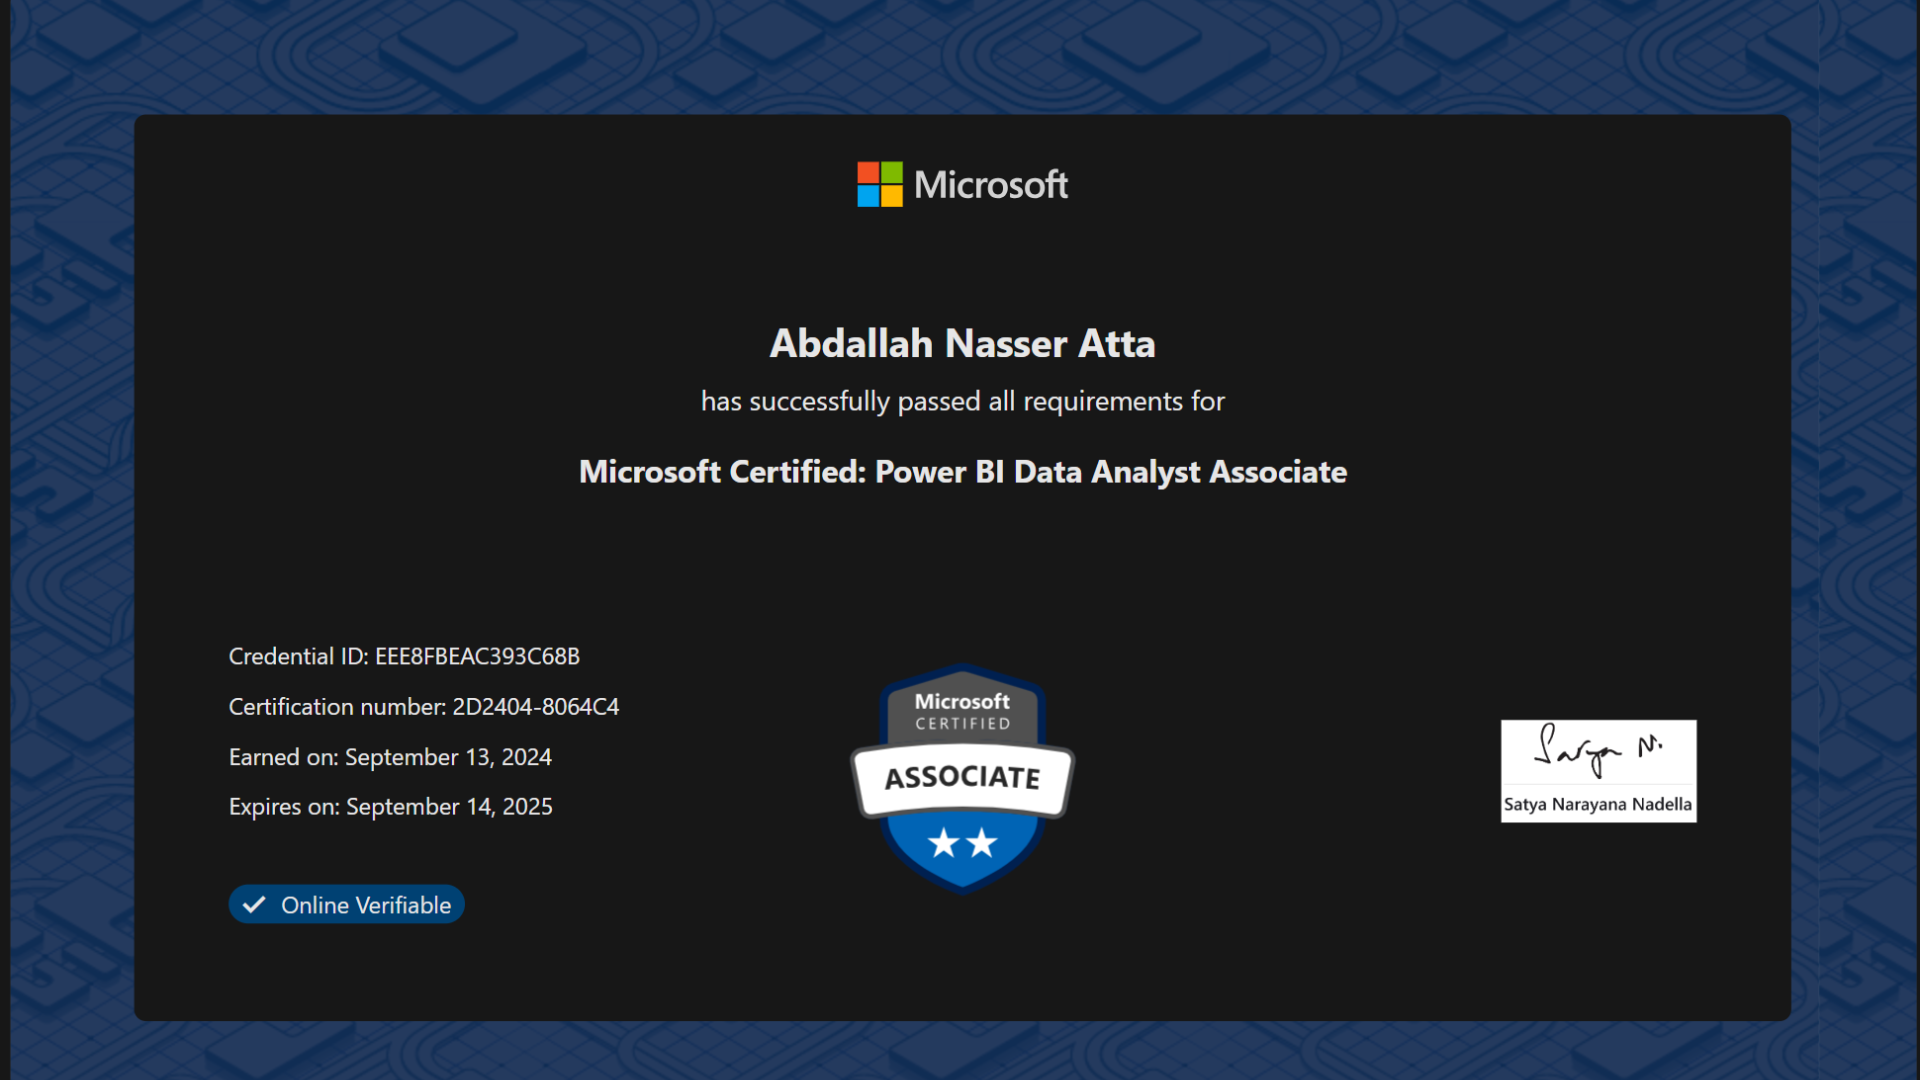 Microsoft
Abdallah Nasser Atta
has successfully passed all requirements for
Microsoft Certified: Power BI Data Analyst Associate
Credential ID: EEE8FBEAC393C68B
Certification number: 2D2404-8064C4
Earned on: September 13, 2024
Expires on: September 14, 2025
Online Verifiable
Microsoft
CERTIFIED
ASSOCIATE
Satya N.
Satya Narayana Nadella